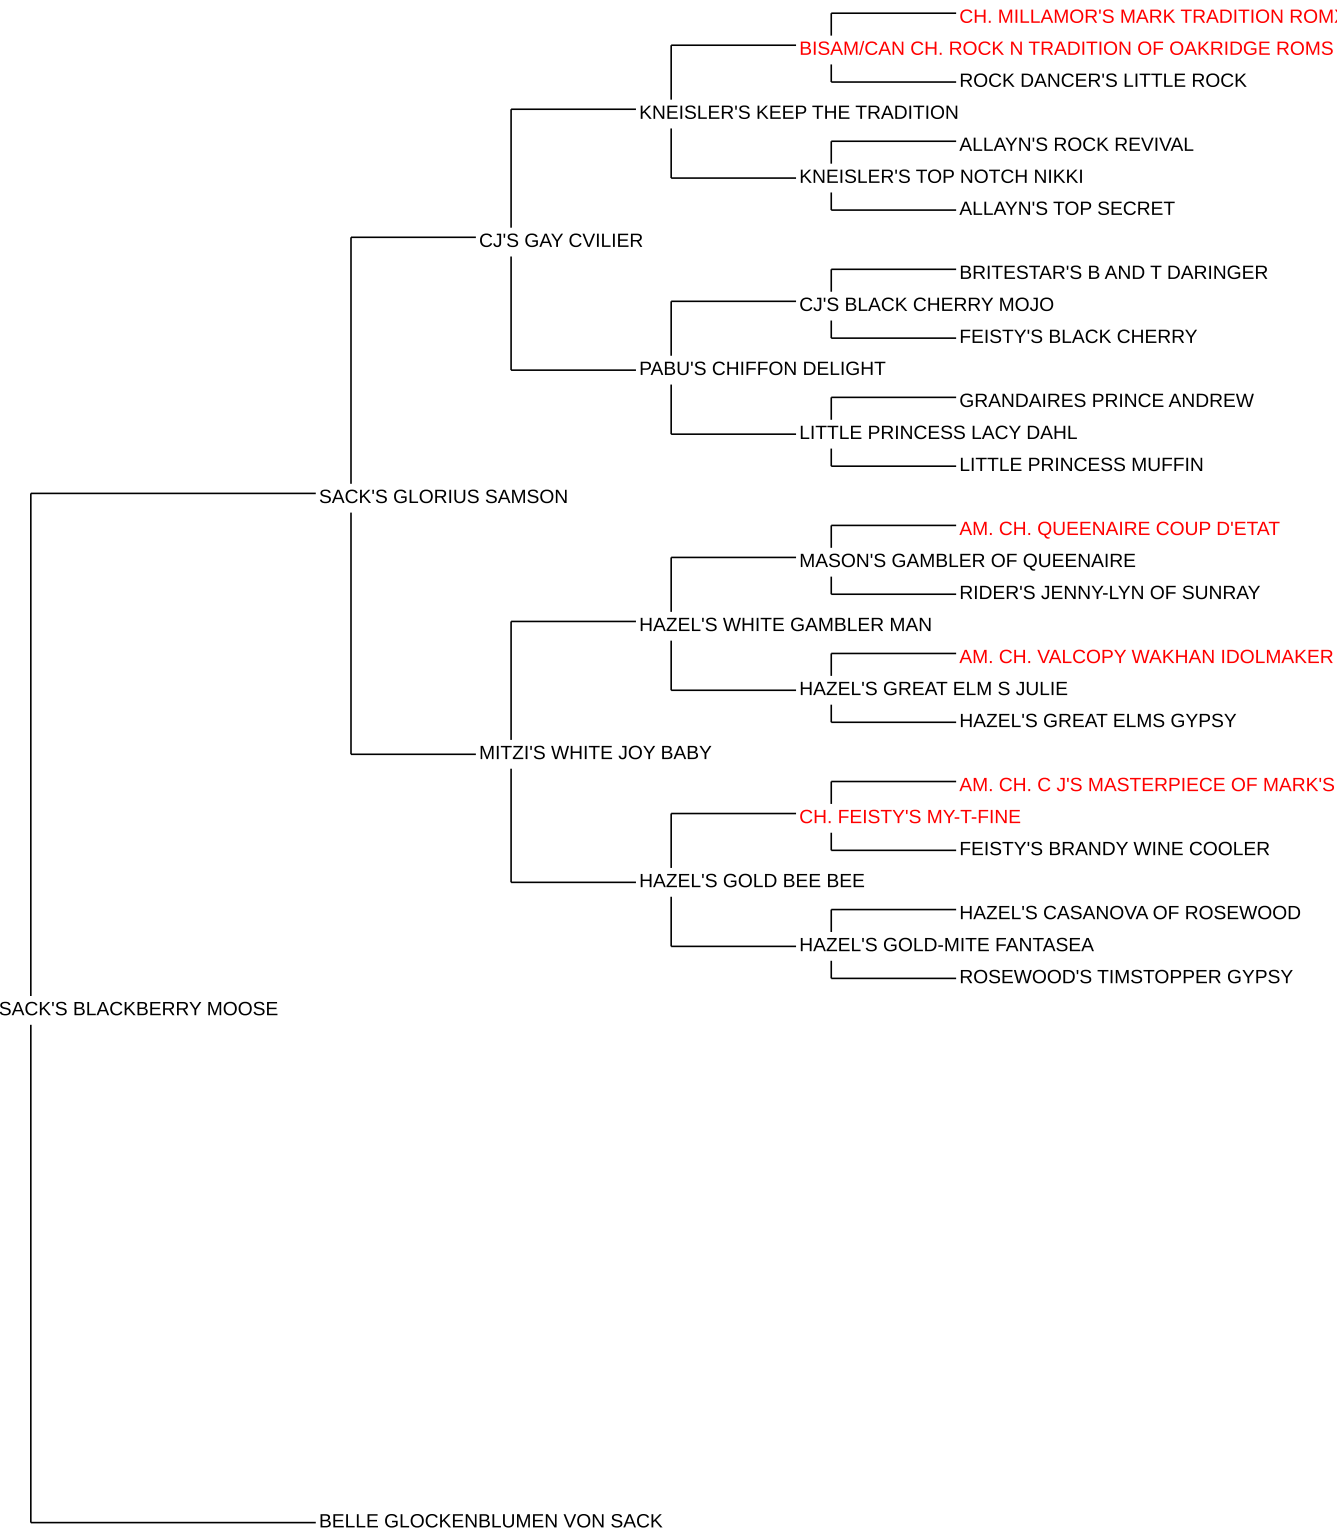 CH. MILLAMOR'S MARK TRADITION ROMX
BISAM/CAN CH. ROCK N TRADITION OF OAKRIDGE ROMS
ROCK DANCER'S LITTLE ROCK
KNEISLER'S KEEP THE TRADITION
ALLAYN'S ROCK REVIVAL
KNEISLER'S TOP NOTCH NIKKI
ALLAYN'S TOP SECRET
CJ'S GAY CVILIER
BRITESTAR'S B AND T DARINGER
CJ'S BLACK CHERRY MOJO
FEISTY'S BLACK CHERRY
PABU'S CHIFFON DELIGHT
GRANDAIRES PRINCE ANDREW
LITTLE PRINCESS LACY DAHL
LITTLE PRINCESS MUFFIN
SACK'S GLORIUS SAMSON
AM. CH. QUEENAIRE COUP D'ETAT
MASON'S GAMBLER OF QUEENAIRE
RIDER'S JENNY-LYN OF SUNRAY
HAZEL'S WHITE GAMBLER MAN
AM. CH. VALCOPY WAKHAN IDOLMAKER
HAZEL'S GREAT ELM S JULIE
HAZEL'S GREAT ELMS GYPSY
MITZI'S WHITE JOY BABY
AM. CH. C J'S MASTERPIECE OF MARK'S
CH. FEISTY'S MY-T-FINE
FEISTY'S BRANDY WINE COOLER
HAZEL'S GOLD BEE BEE
HAZEL'S CASANOVA OF ROSEWOOD
HAZEL'S GOLD-MITE FANTASEA
ROSEWOOD'S TIMSTOPPER GYPSY
SACK'S BLACKBERRY MOOSE
BELLE GLOCKENBLUMEN VON SACK